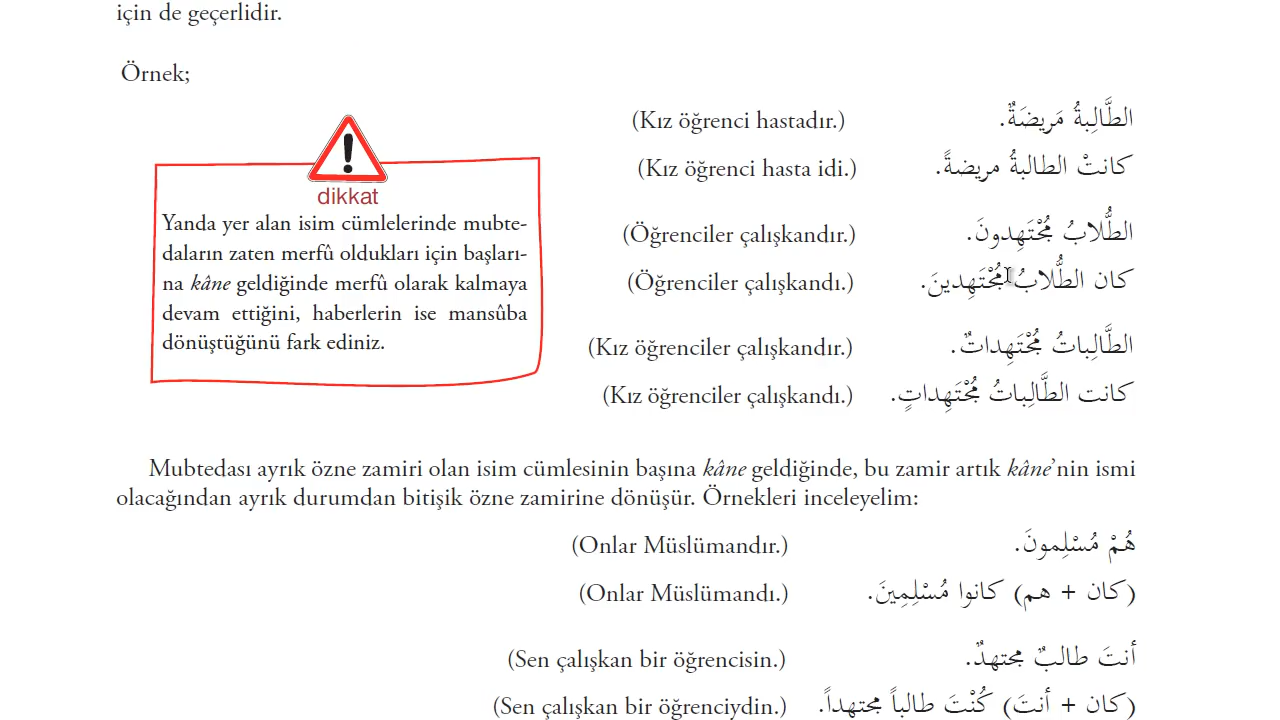 için de geçerlidir.
Örnek;
الطَّالِبةُ مَريضَةٌ. (Kız öğrenci hastadır.)
كانتْ الطالبةُ مريضةً. (Kız öğrenci hasta idi.)
الطُّلابُ مُجْتَهِدونَ. (Öğrenciler çalışkandır.)
كان الطُّلابُ مُجْتَهِدينَ. (Öğrenciler çalışkandı.)
الطَّالِباتُ مُجْتَهِداتٌ. (Kız öğrenciler çalışkandır.)
كانت الطَّالِباتُ مُجْتَهِداتٍ. (Kız öğrenciler çalışkandı.)
dikkat
Yanda yer alan isim cümlelerinde mubte-
daların zaten merfû oldukları için başları-
na kâne geldiğinde merfû olarak kalmaya
devam ettiğini, haberlerin ise mansûba
dönüştüğünü fark ediniz.
Mubtedası ayrık özne zamiri olan isim cümlesinin başına kâne geldiğinde, bu zamir artık kâne’nin ismi
olacağından ayrık durumdan bitişik özne zamirine dönüşür. Örnekleri inceleyelim:
هُمْ مُسْلِمونَ. (Onlar Müslümandır.)
(كان + هم) كانوا مُسْلِمِينَ. (Onlar Müslümandı.)
أنتَ طالبٌ مجتهدٌ. (Sen çalışkan bir öğrencisin.)
(كان + أنتَ) كُنْتَ طالباً مجتهداً. (Sen çalışkan bir öğrenciydin.)